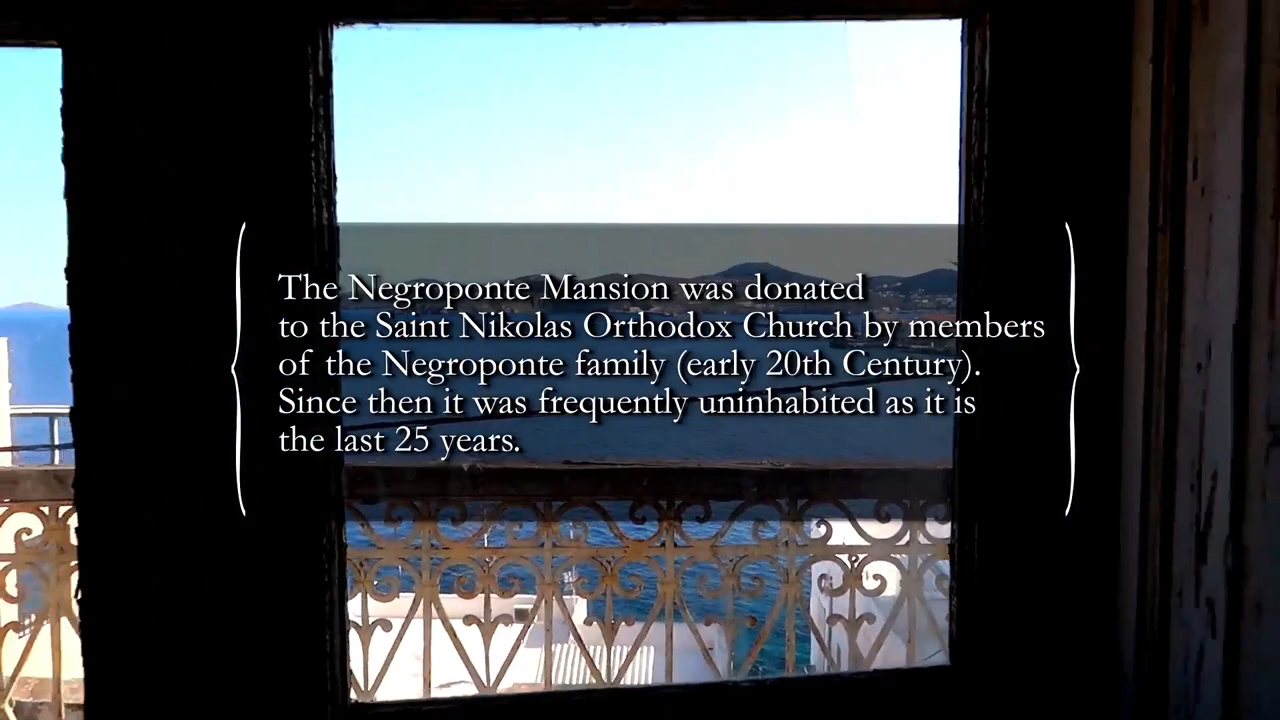 The Negroponte Mansion was donated
to the Saint Nikolas Orthodox Church by members
of the Negroponte family (early 20th Century).
Since then it was frequently uninhabited as it is
the last 25 years.